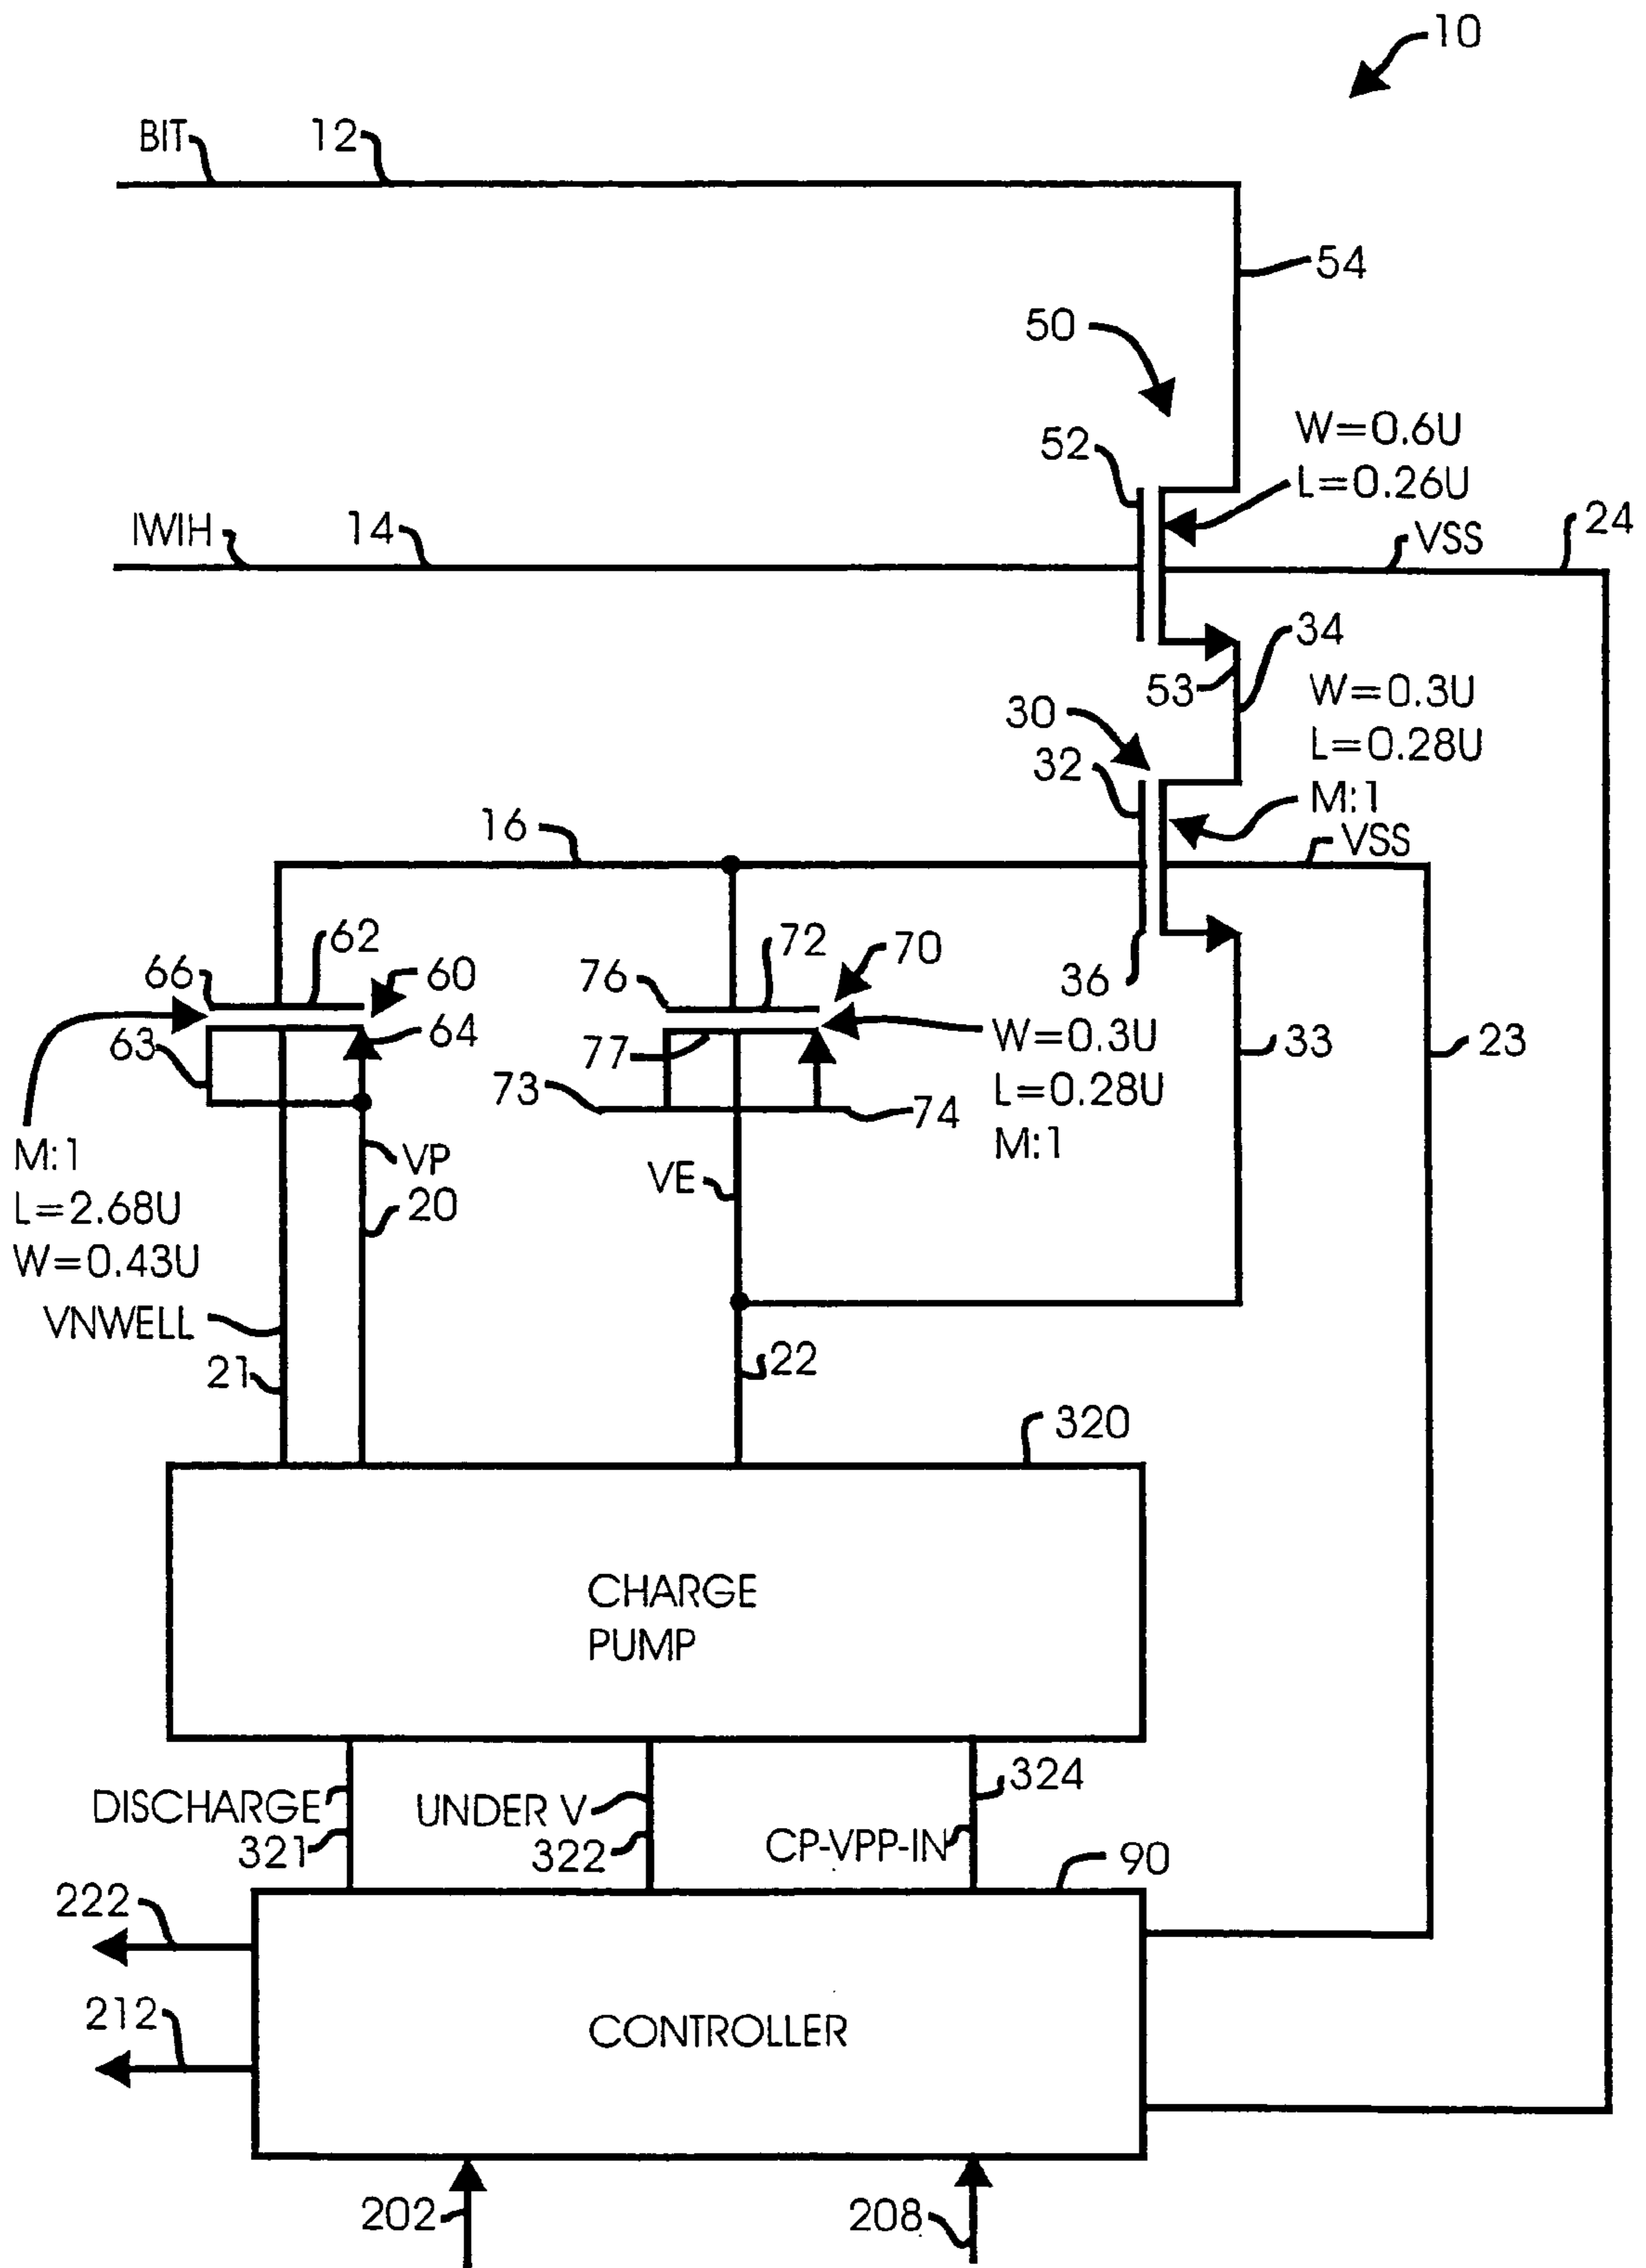 10
BIT
12
54
50
W=0.6U
L=0.26U
52
IWIH
14
VSS
24
34
53
W=0.3U
L=0.28U
M:1
30
32
16
VSS
62
66
60
72
70
76
36
64
63
77
W=0.3U
L=0.28U
M:1
33
23
73
74
M:1
L=2.68U
W=0.43U
VP
20
VE
VNWELL
21
22
320
CHARGE
PUMP
324
DISCHARGE
321
UNDER V
322
CP-VPP-IN
90
222
212
CONTROLLER
202
208